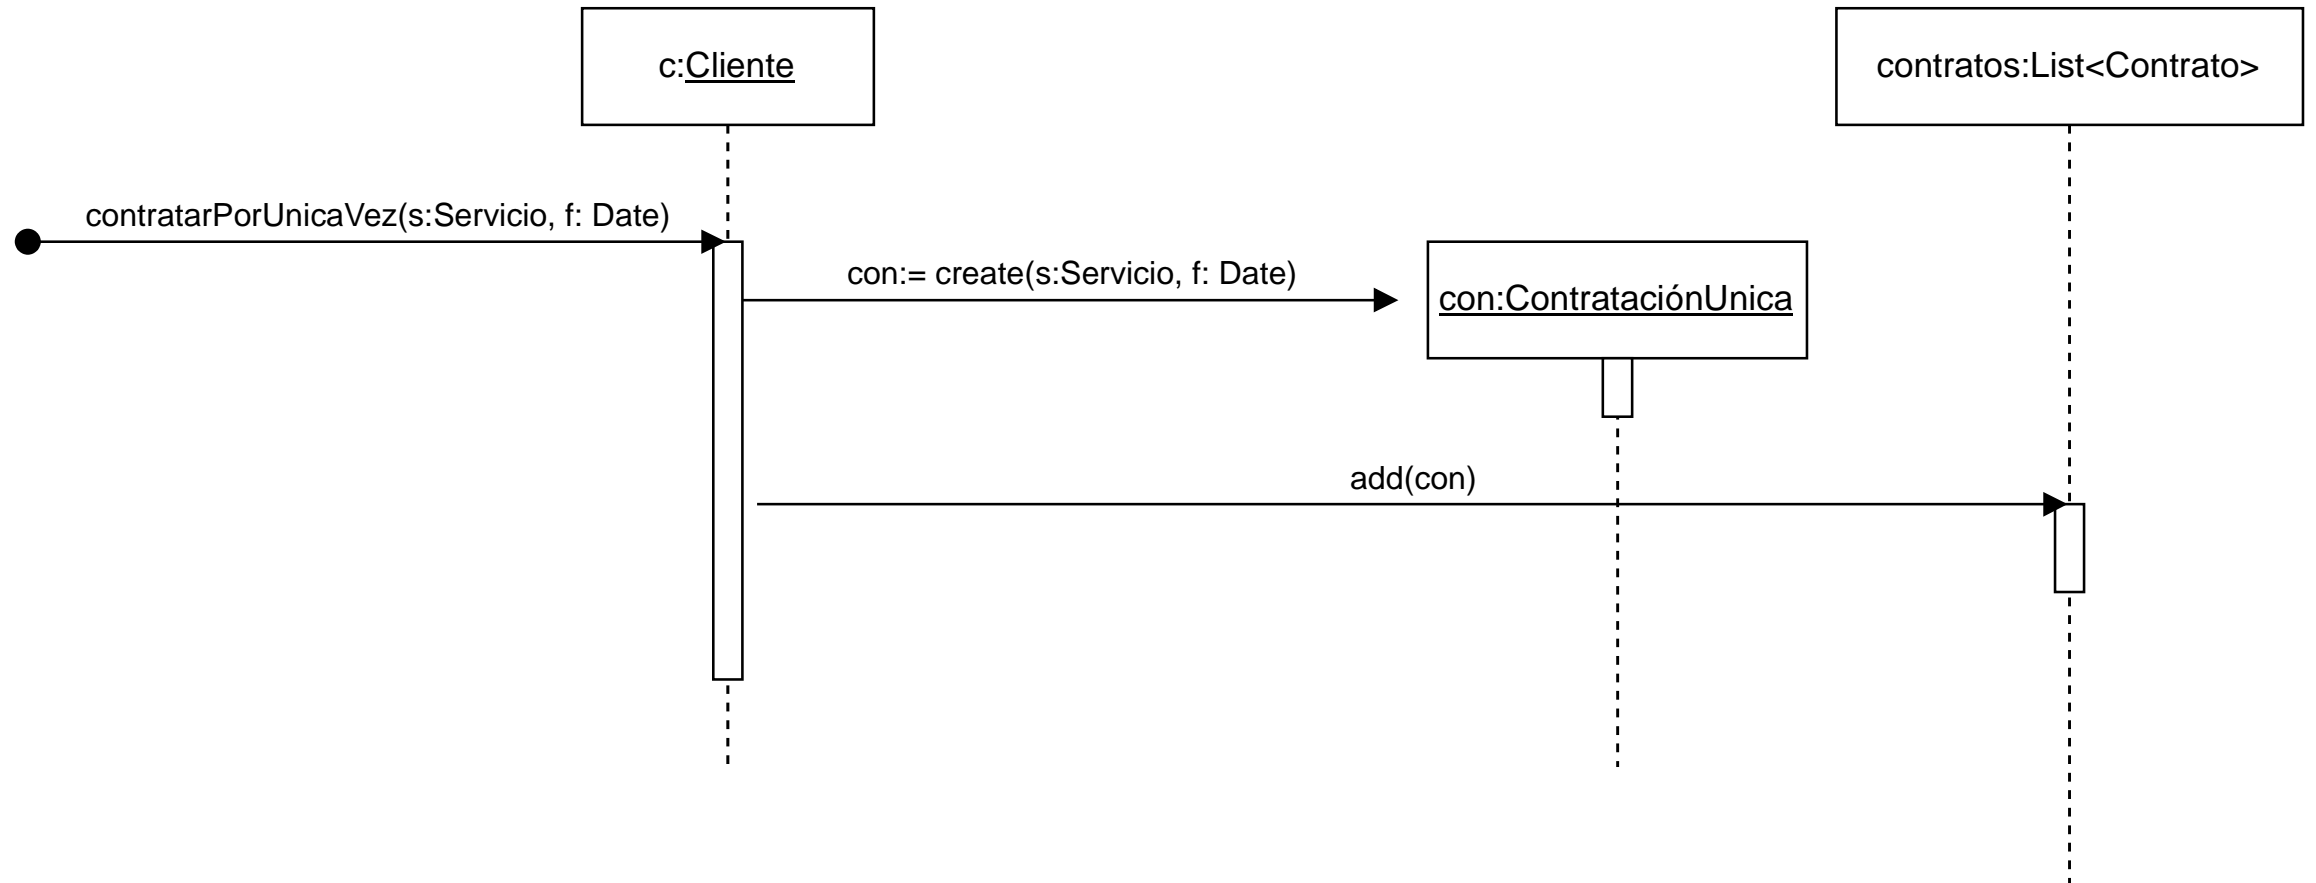 c:Cliente
contratos:List<Contrato>
contratarPorUnicaVez(s:Servicio, f: Date)
con:= create(s:Servicio, f: Date)
con:ContrataciónUnica
add(con)